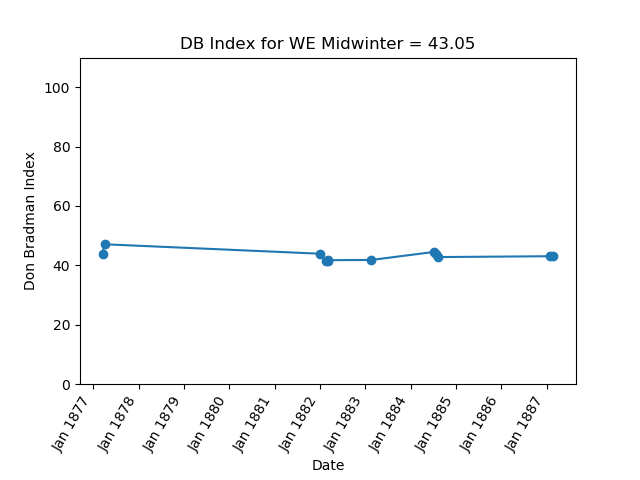 DB Index for WE Midwinter = 43.05
Don Bradman Index
100
80
60
40
20
0
Jan 1877
Jan 1878
Jan 1879
Jan 1880
Jan 1881
Jan 1882
Jan 1883
Jan 1884
Jan 1885
Jan 1886
Jan 1887
Date